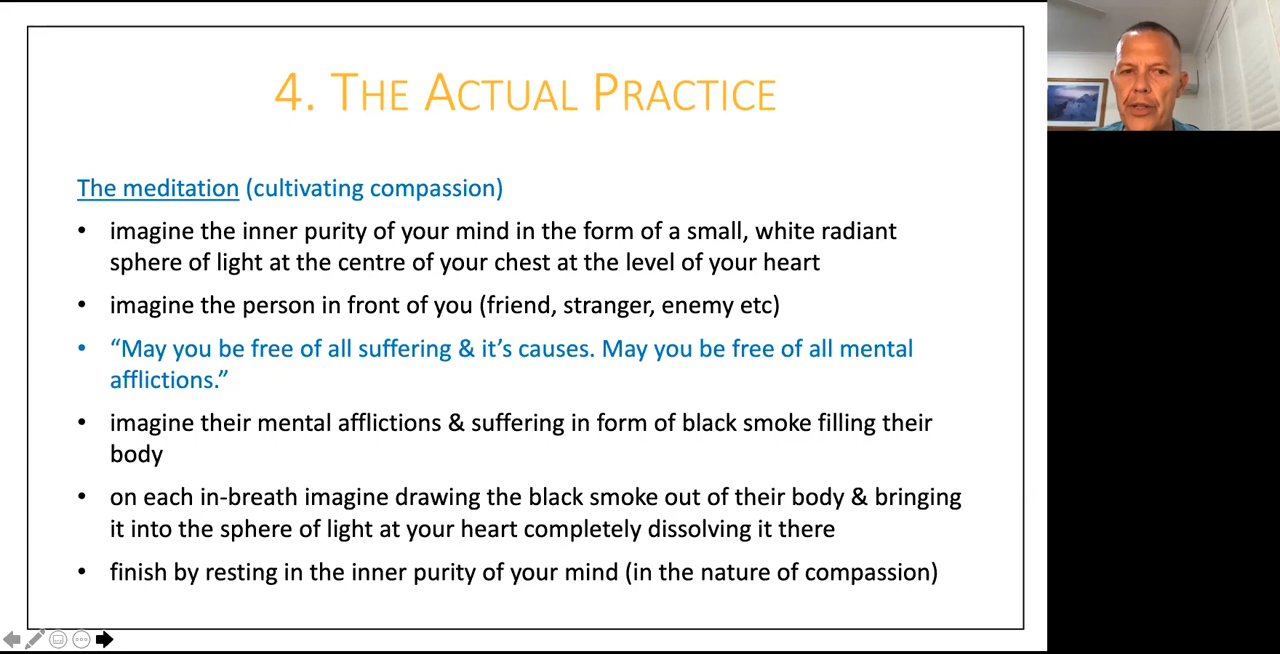 4. The Actual Practice
The meditation (cultivating compassion)
• imagine the inner purity of your mind in the form of a small, white radiant
sphere of light at the centre of your chest at the level of your heart
• imagine the person in front of you (friend, stranger, enemy etc)
• “May you be free of all suffering & it’s causes. May you be free of all mental
afflictions.”
• imagine their mental afflictions & suffering in form of black smoke filling their
body
• on each in-breath imagine drawing the black smoke out of their body & bringing
it into the sphere of light at your heart completely dissolving it there
• finish by resting in the inner purity of your mind (in the nature of compassion)